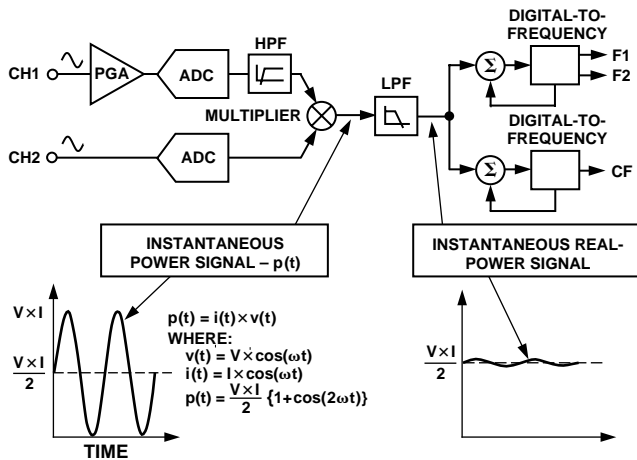 DIGITAL-TO-
FREQUENCY
HPF
CH1
PGA
ADC
Σ
F1
F2
LPF
MULTIPLIER
DIGITAL-TO-
FREQUENCY
CH2
ADC
Σ
CF
INSTANTANEOUS
POWER SIGNAL – p(t)
INSTANTANEOUS REAL-
POWER SIGNAL
V × I
p(t) = i(t) × v(t)
WHERE:
v(t) = V × cos(ωt)
i(t) = I × cos(ωt)
p(t) = V × I / 2 {1+cos(2ωt)}
V × I
2
V × I
2
TIME